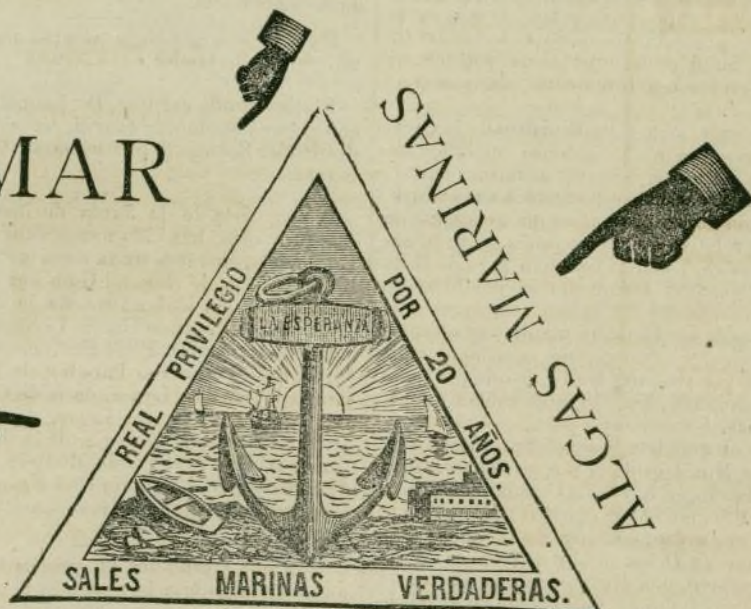 MAR
ALGAS MARINAS
REAL PRIVILEGIO
POR 20 AÑOS.
LA ESPERANZA
SALES MARINAS VERDADERAS.